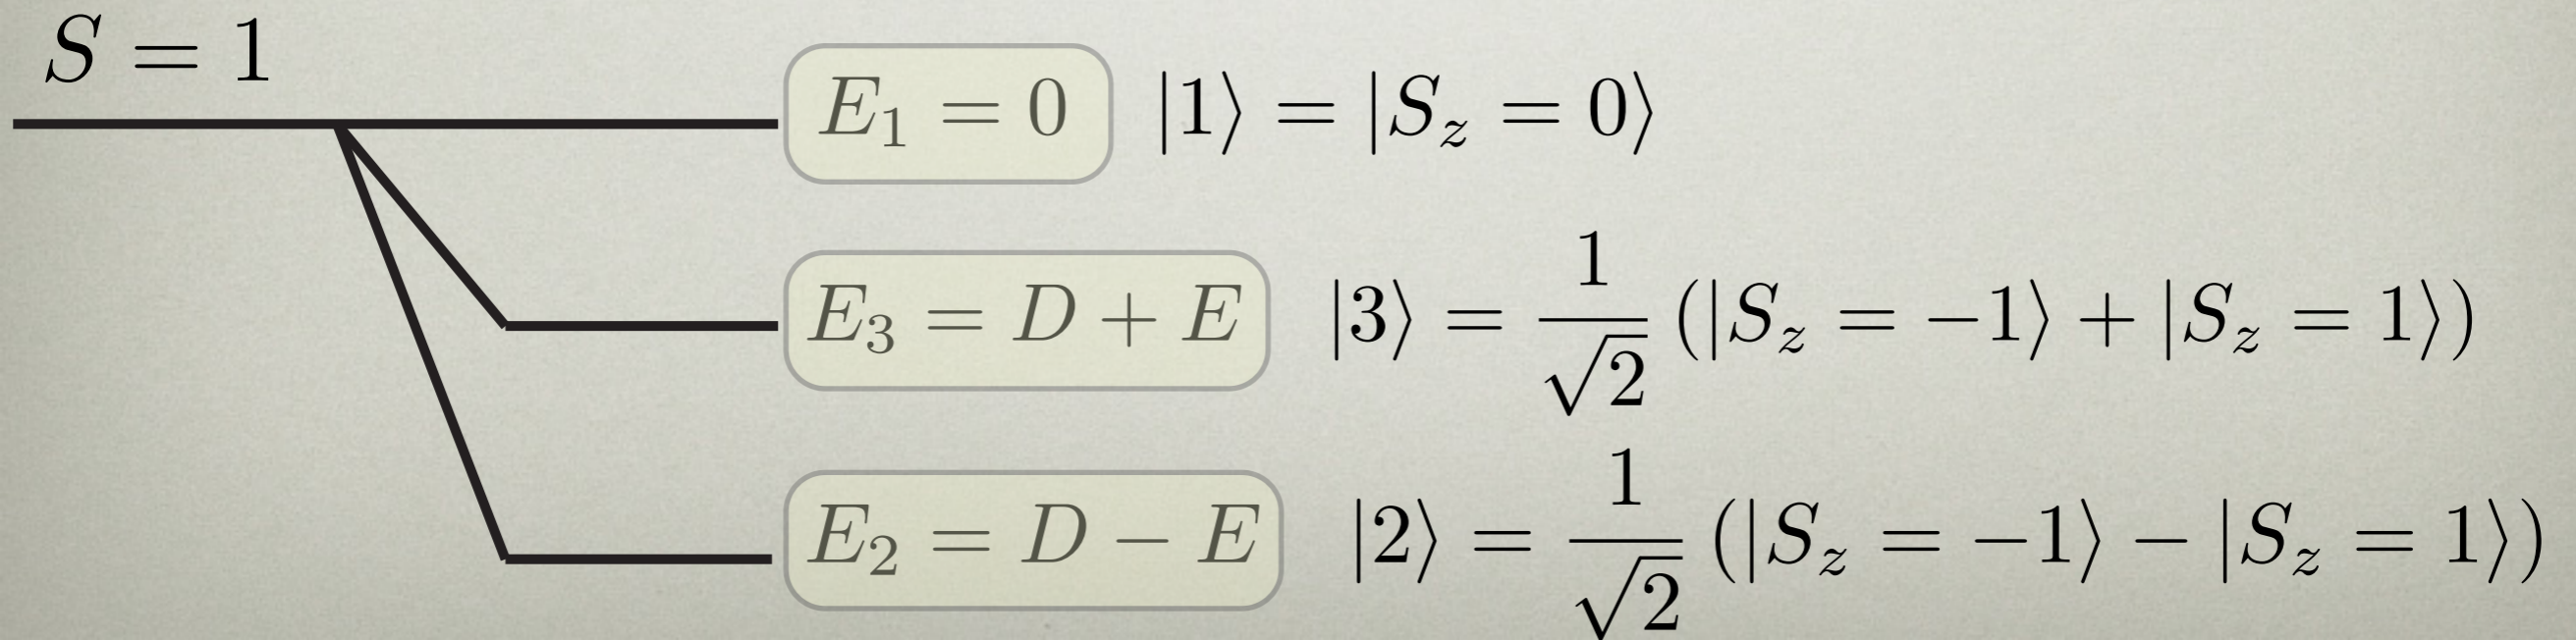 S = 1
E₁ = 0 |1⟩ = |S_z = 0⟩
E₃ = D + E |3⟩ = 1/√2 (|S_z = −1⟩ + |S_z = 1⟩)
E₂ = D − E |2⟩ = 1/√2 (|S_z = −1⟩ − |S_z = 1⟩)